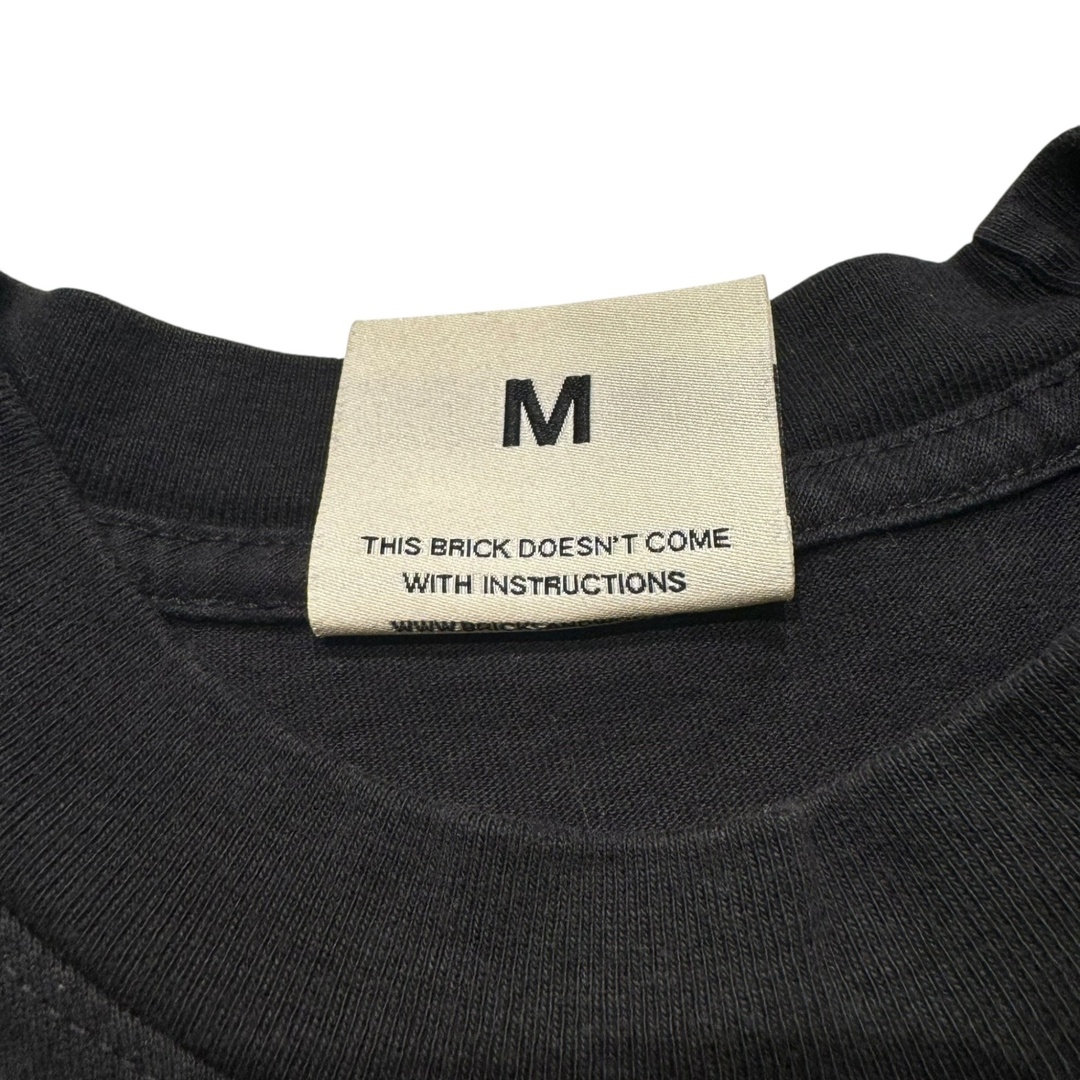 M
THIS BRICK DOESN'T COME
WITH INSTRUCTIONS